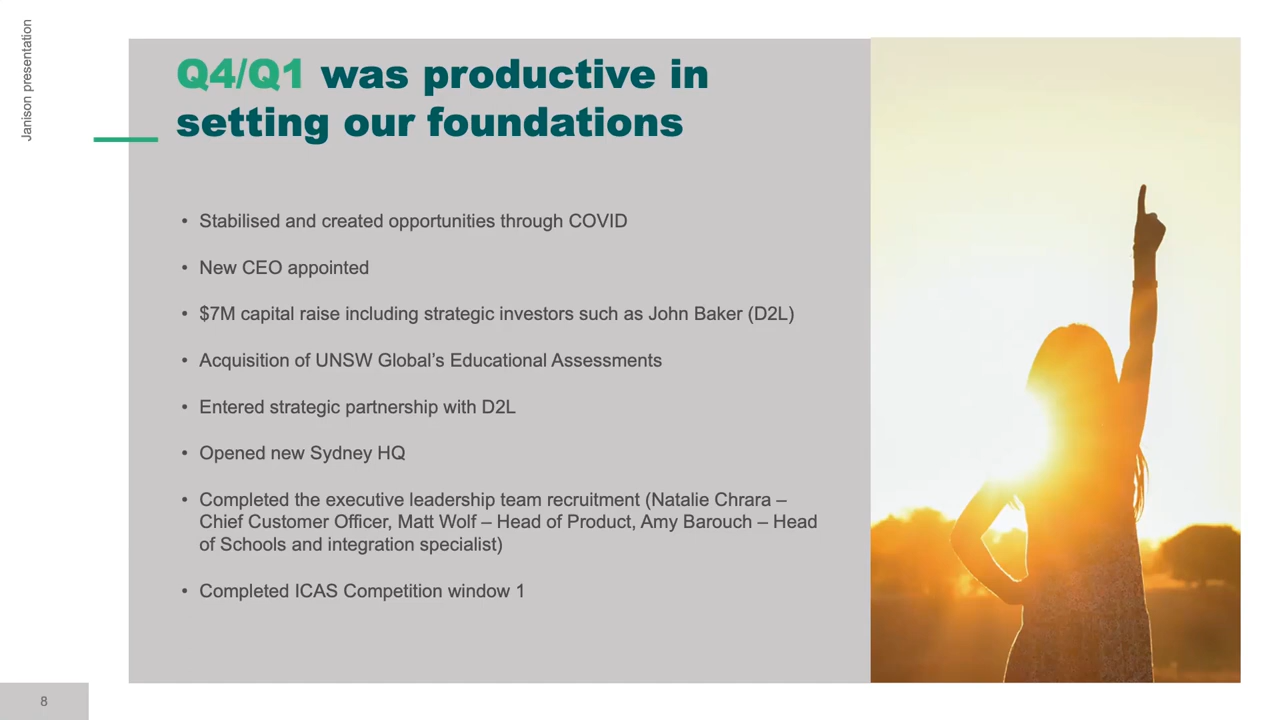 Janison presentation
Q4/Q1 was productive in
setting our foundations
• Stabilised and created opportunities through COVID
• New CEO appointed
• $7M capital raise including strategic investors such as John Baker (D2L)
• Acquisition of UNSW Global’s Educational Assessments
• Entered strategic partnership with D2L
• Opened new Sydney HQ
• Completed the executive leadership team recruitment (Natalie Chrara –
Chief Customer Officer, Matt Wolf – Head of Product, Amy Barouch – Head
of Schools and integration specialist)
• Completed ICAS Competition window 1
8